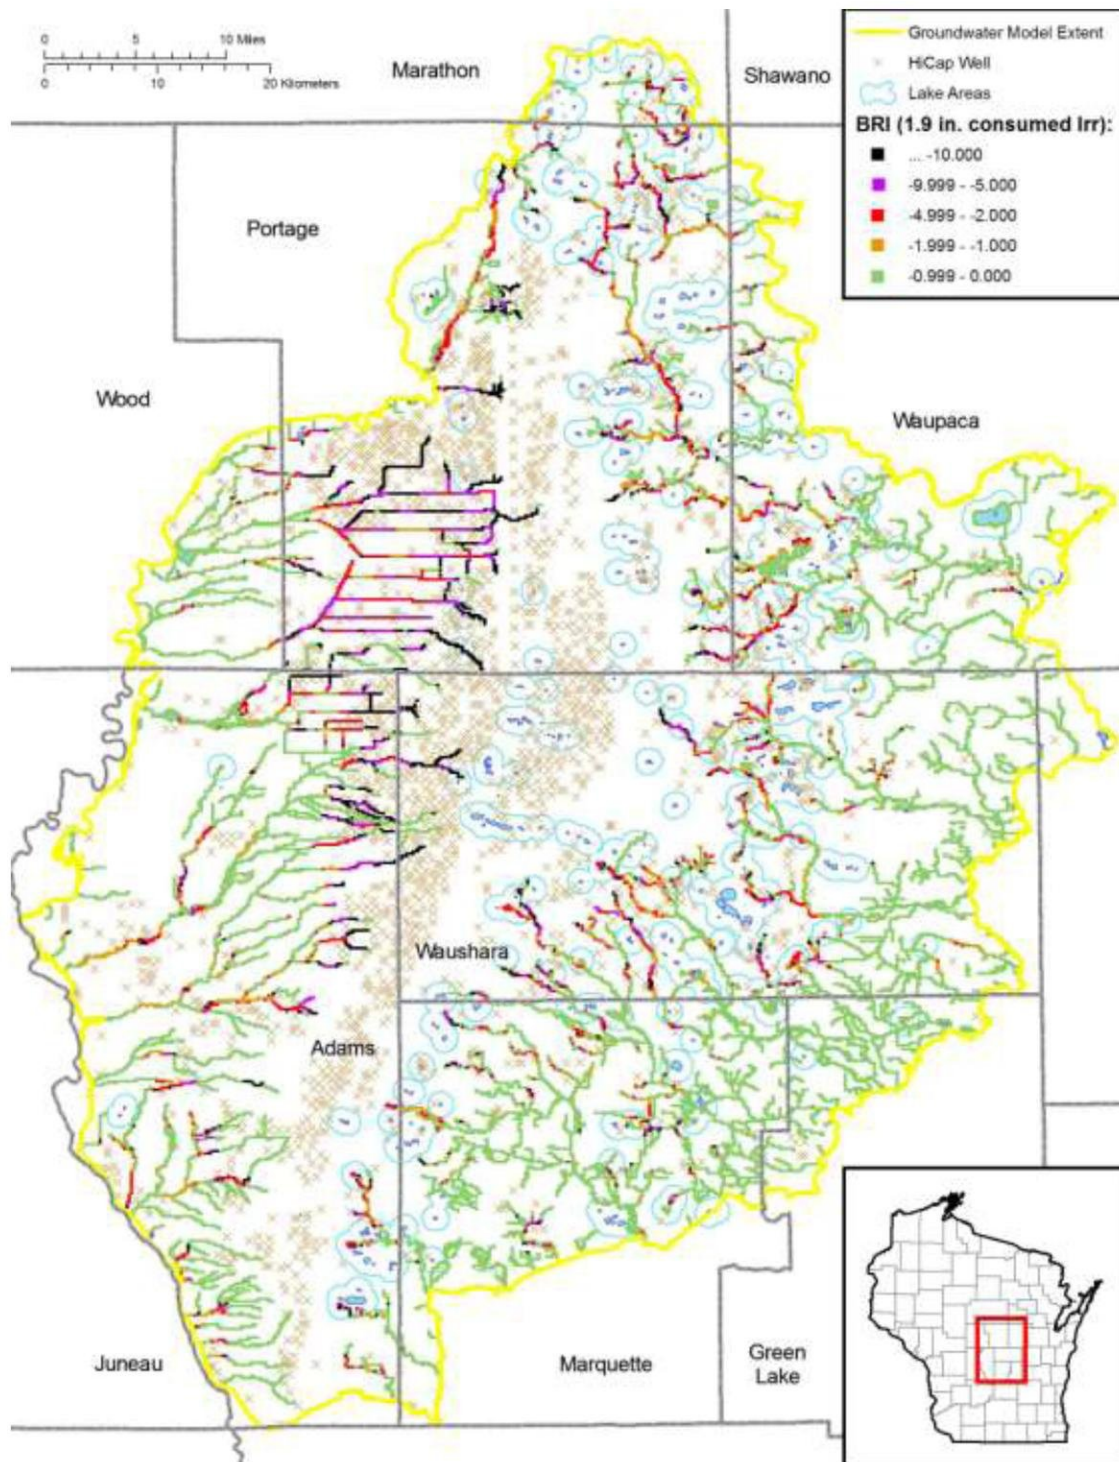 0 5 10 Miles
0 10 20 Kilometers
Marathon
Shawano
Groundwater Model Extent
HiCap Well
Lake Areas
BRI (1.9 in. consumed Irr):
... -10.000
-9.999 - -5.000
-4.999 - -2.000
-1.999 - -1.000
-0.999 - 0.000
Portage
Wood
Waupaca
Waushara
Adams
Juneau
Marquette
Green
Lake